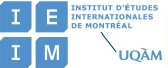 IE
IM
INSTITUT D'ÉTUDES
INTERNATIONALES
DE MONTRÉAL
UQÀM